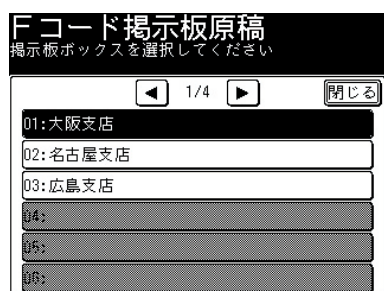 Fコード掲示板原稿
掲示板ボックスを選択してください
◀ 1/4 ▶ 閉じる
01:大阪支店
02:名古屋支店
03:広島支店
04:
05:
06: